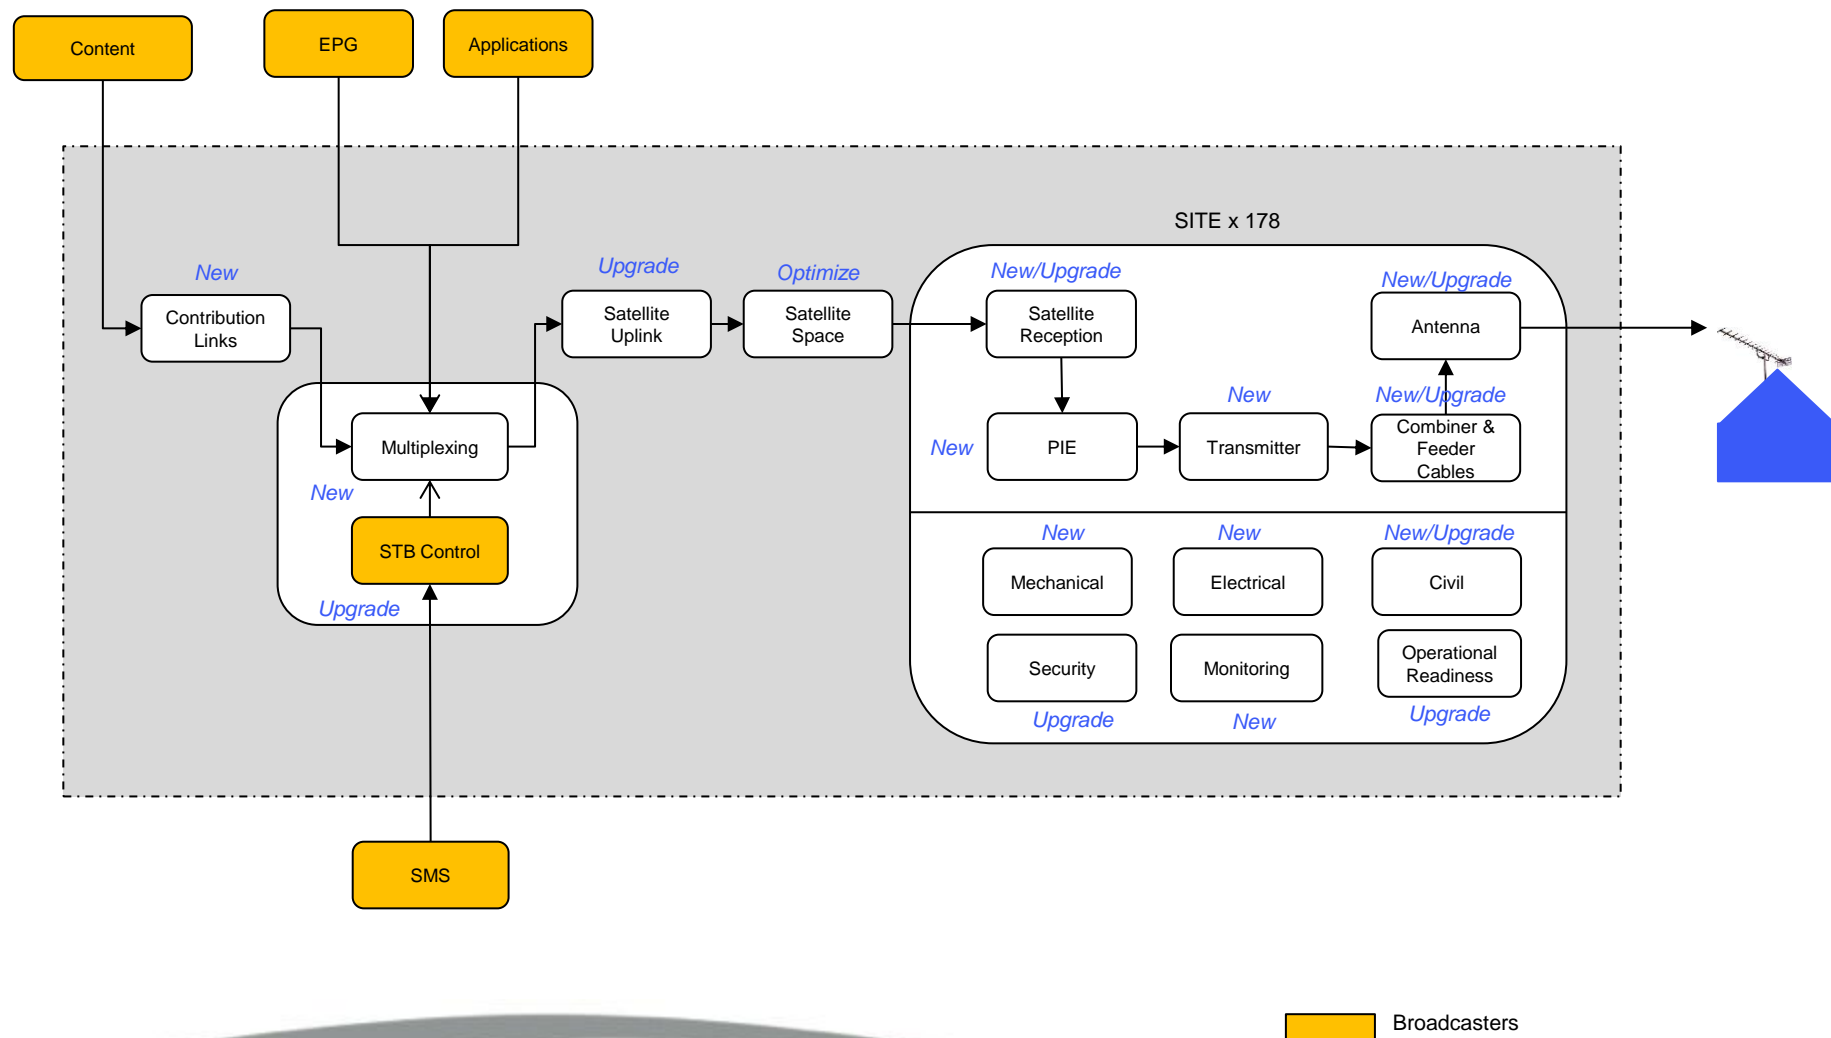 Content
EPG
Applications
SITE x 178
New
Upgrade
Optimize
New/Upgrade
New/Upgrade
Contribution
Links
Satellite
Uplink
Satellite
Space
Satellite
Reception
Antenna
New
New/Upgrade
Multiplexing
New
PIE
Transmitter
Combiner &
Feeder
Cables
New
STB Control
Upgrade
New
New
New/Upgrade
Mechanical
Electrical
Civil
Security
Monitoring
Operational
Readiness
Upgrade
New
Upgrade
SMS
Broadcasters